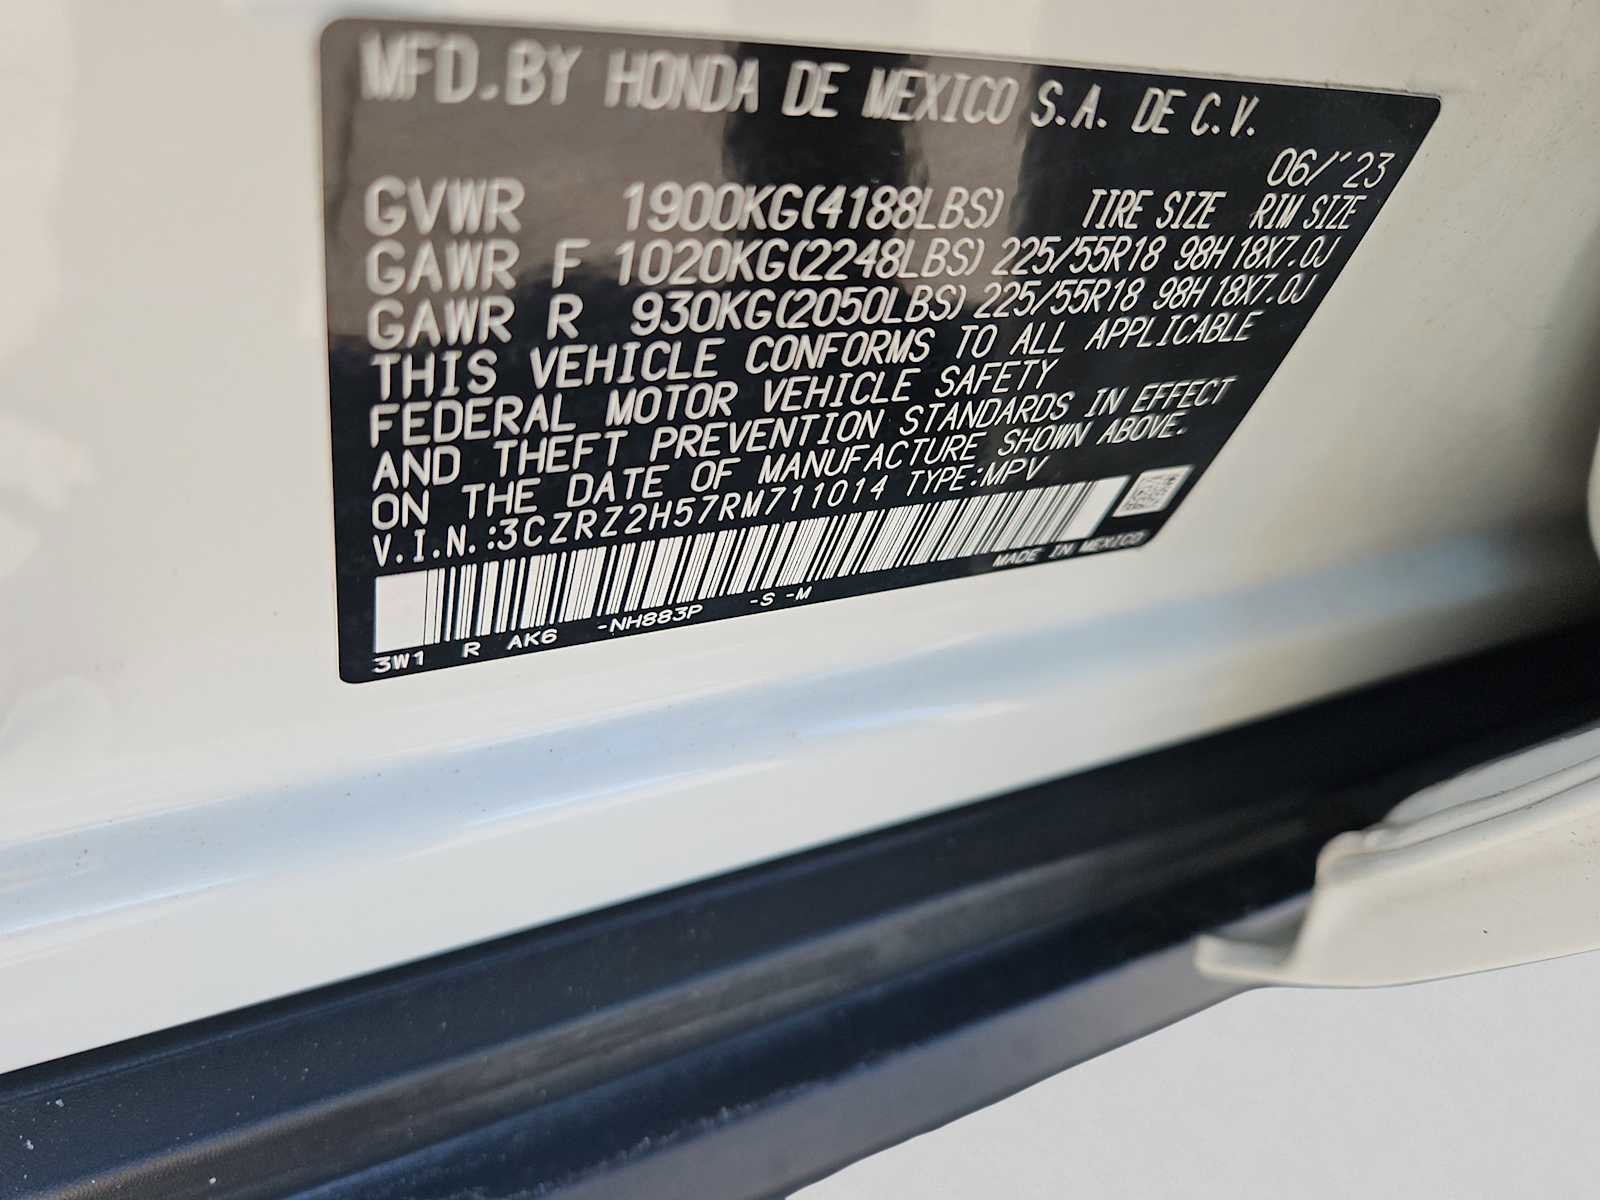 MFD. BY HONDA DE MEXICO S.A. DE C.V.
06/'23
GVWR 1900KG(4188LBS) TIRE SIZE RIM SIZE
GAWR F 1020KG(2248LBS) 225/55R18 98H 18X7.0J
GAWR R 930KG(2050LBS) 225/55R18 98H 18X7.0J
THIS VEHICLE CONFORMS TO ALL APPLICABLE
FEDERAL MOTOR VEHICLE SAFETY
AND THEFT PREVENTION STANDARDS IN EFFECT
ON THE DATE OF MANUFACTURE SHOWN ABOVE.
V.I.N.:3CZRZ2H57RM711014 TYPE:MPV
MADE IN MEXICO
3W1 R AK6 -NH883P -S -M